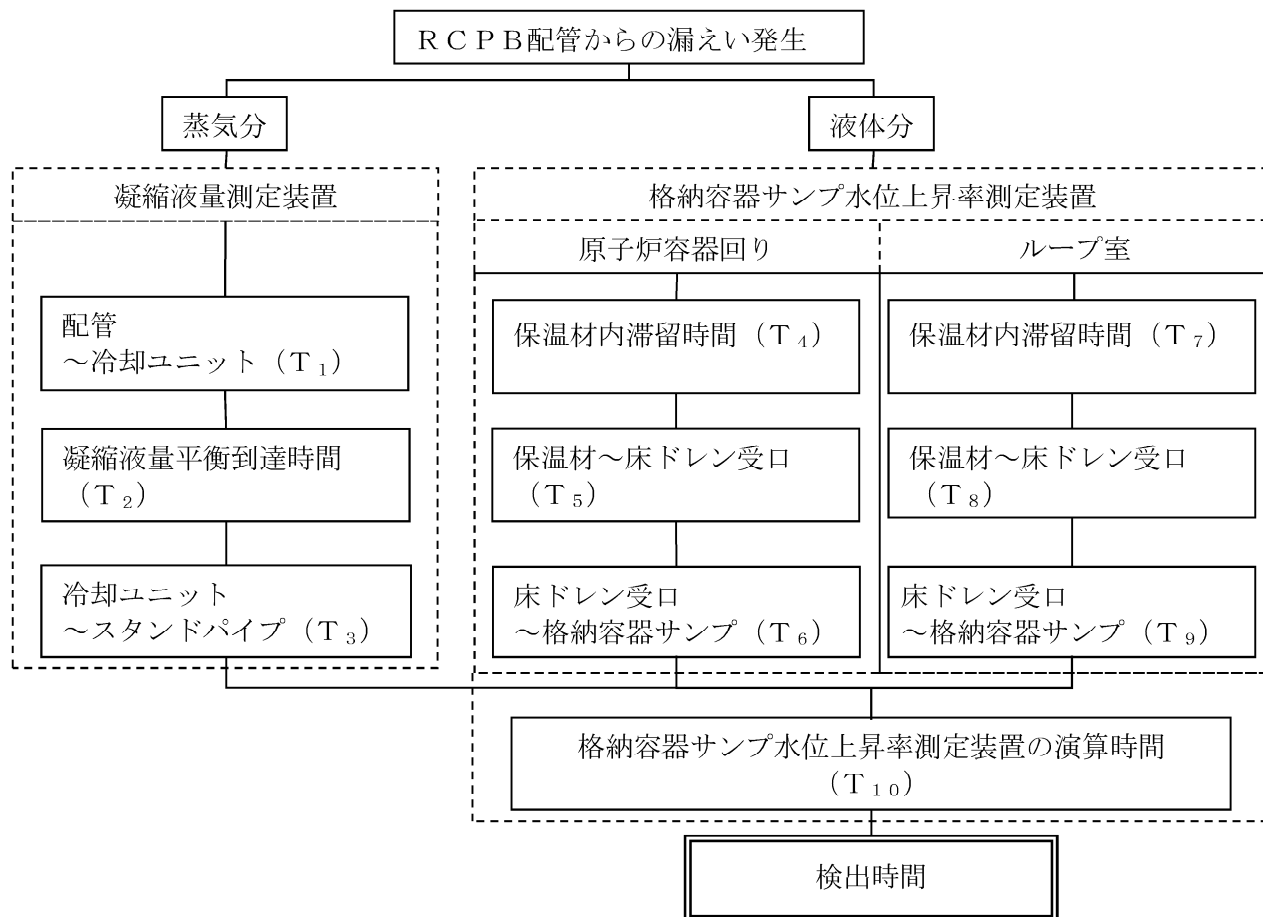 RCPB配管からの漏えい発生
蒸気分
液体分
凝縮液量測定装置
格納容器サンプ水位上昇率測定装置
原子炉容器回り
ループ室
配管
～冷却ユニット（T₁）
凝縮液量平衡到達時間
（T₂）
冷却ユニット
～スタンドパイプ（T₃）
保温材内滞留時間（T₄）
保温材～床ドレン受口
（T₅）
床ドレン受口
～格納容器サンプ（T₆）
保温材内滞留時間（T₇）
保温材～床ドレン受口
（T₈）
床ドレン受口
～格納容器サンプ（T₉）
格納容器サンプ水位上昇率測定装置の演算時間
（T₁₀）
検出時間